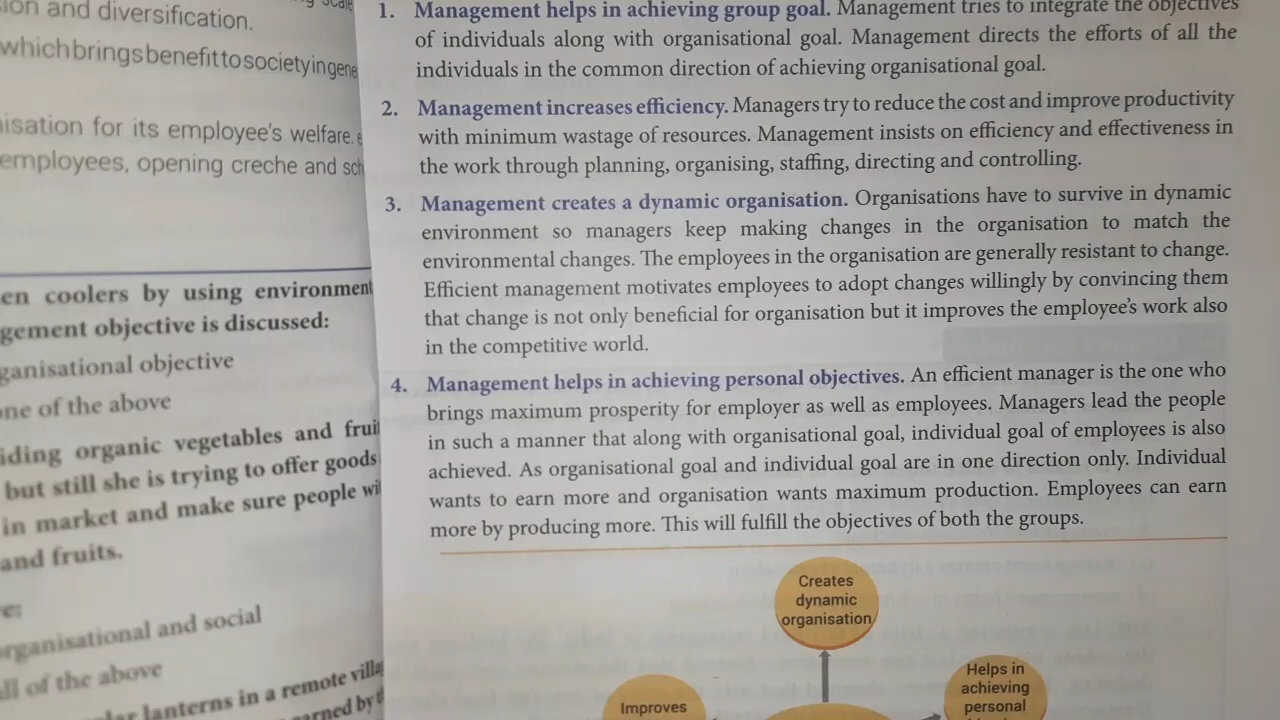 ion and diversification.
which brings benefit to society in gene
isation for its employee's welfare.
employees, opening creche and sch
en coolers by using environment
gement objective is discussed:
ganisational objective
one of the above
iding organic vegetables and frui
but still she is trying to offer goods
in market and make sure people wi
and fruits.
organisational and social
all of the above
lar lanterns in a remote villa
earned by t
1. Management helps in achieving group goal. Management tries to integrate the objectives
of individuals along with organisational goal. Management directs the efforts of all the
individuals in the common direction of achieving organisational goal.
2. Management increases efficiency. Managers try to reduce the cost and improve productivity
with minimum wastage of resources. Management insists on efficiency and effectiveness in
the work through planning, organising, staffing, directing and controlling.
3. Management creates a dynamic organisation. Organisations have to survive in dynamic
environment so managers keep making changes in the organisation to match the
environmental changes. The employees in the organisation are generally resistant to change.
Efficient management motivates employees to adopt changes willingly by convincing them
that change is not only beneficial for organisation but it improves the employee's work also
in the competitive world.
4. Management helps in achieving personal objectives. An efficient manager is the one who
brings maximum prosperity for employer as well as employees. Managers lead the people
in such a manner that along with organisational goal, individual goal of employees is also
achieved. As organisational goal and individual goal are in one direction only. Individual
wants to earn more and organisation wants maximum production. Employees can earn
more by producing more. This will fulfill the objectives of both the groups.
Creates
dynamic
organisation
Helps in
achieving
personal
Improves